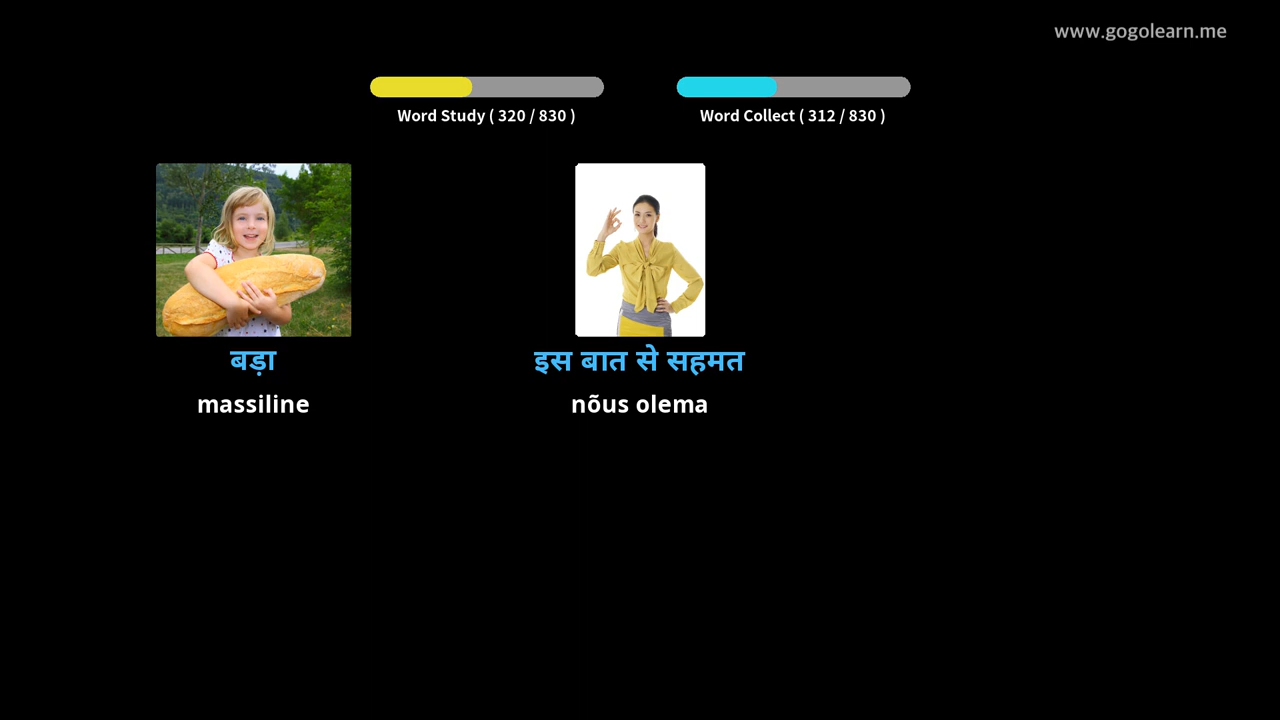 www.gogolearn.me
Word Study ( 320 / 830 )
Word Collect ( 312 / 830 )
बड़ा
massiline
इस बात से सहमत
nõus olema